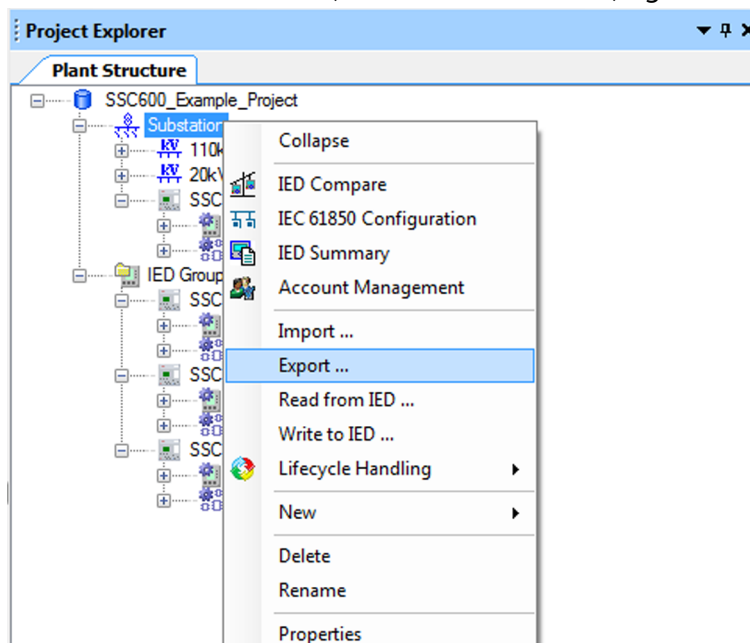 Project Explorer
Plant Structure
SSC600_Example_Project
Substation
110k
20kV
SSC
IED Group
SSC
SSC
SSC
Collapse
IED Compare
IEC 61850 Configuration
IED Summary
Account Management
Import ...
Export ...
Read from IED ...
Write to IED ...
Lifecycle Handling
New
Delete
Rename
Properties